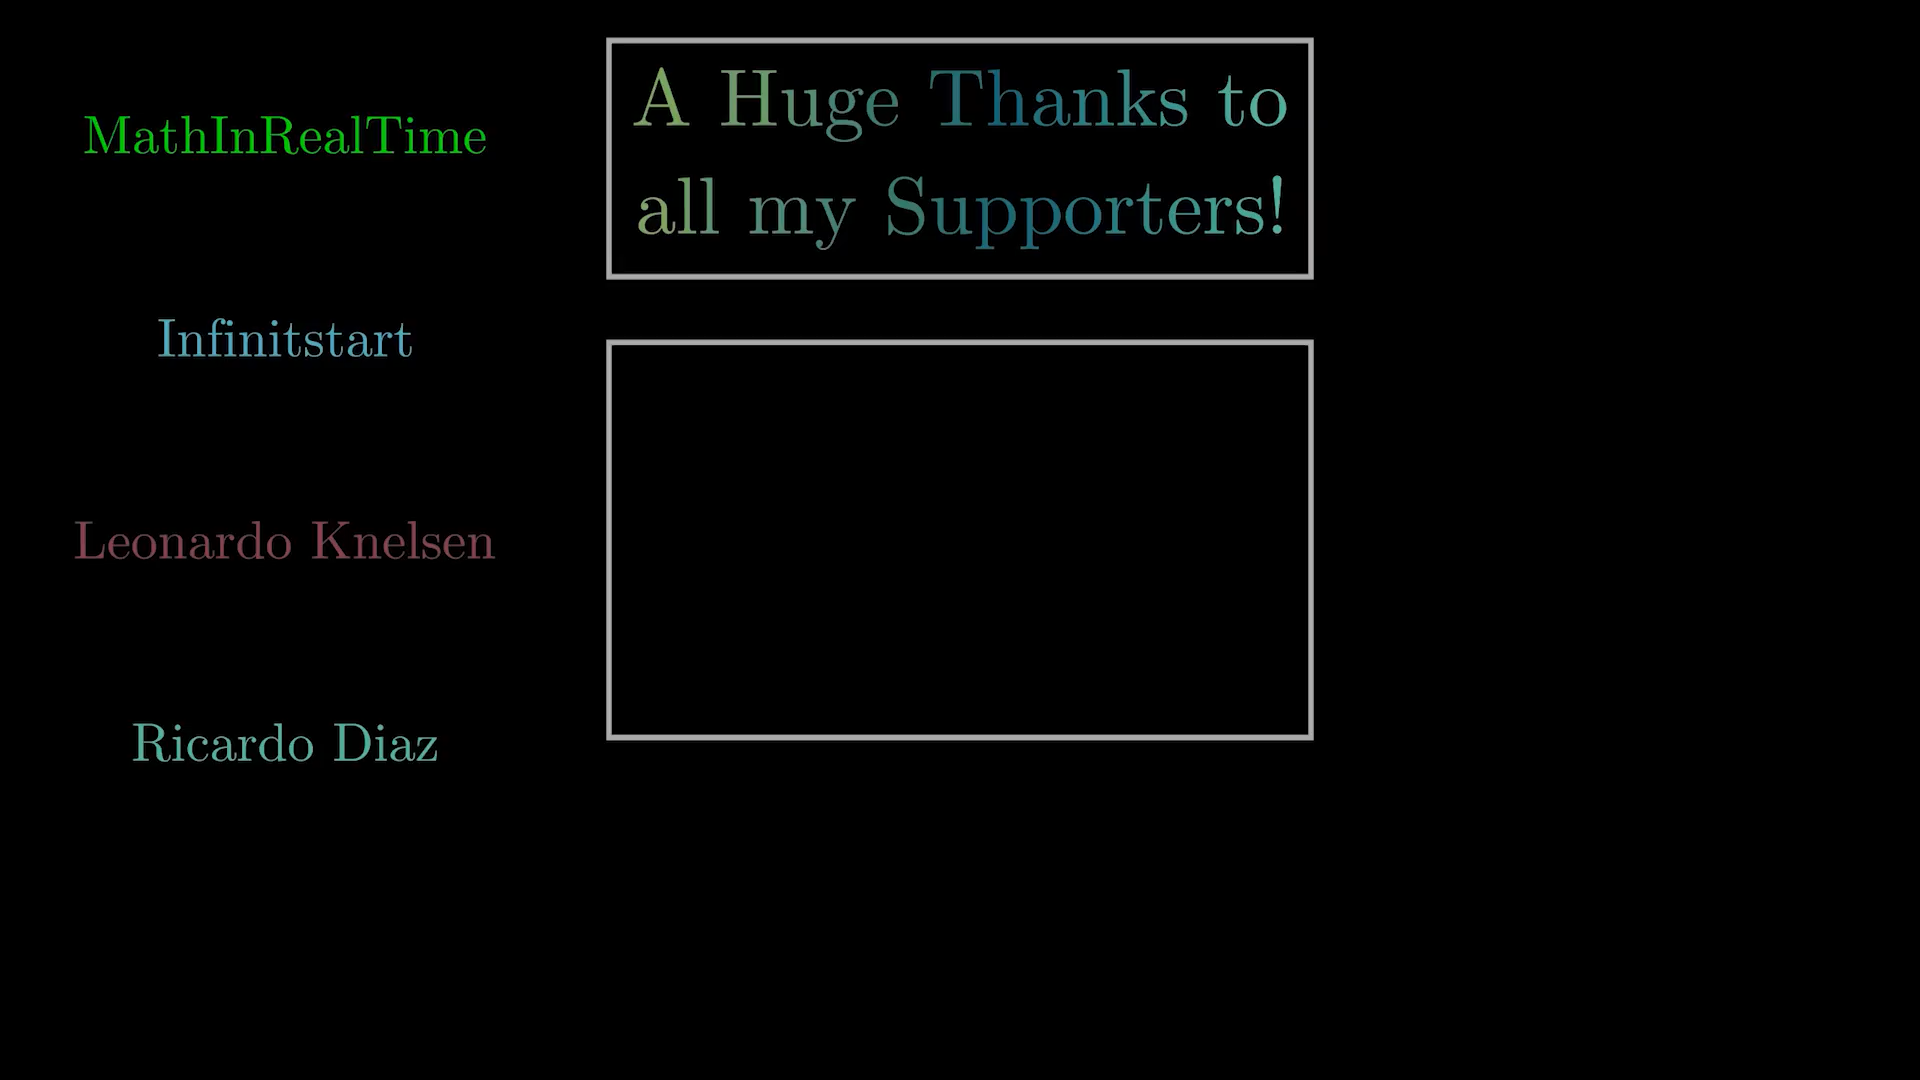 A Huge Thanks to
all my Supporters!
MathInRealTime
Infinitstart
Leonardo Knelsen
Ricardo Diaz